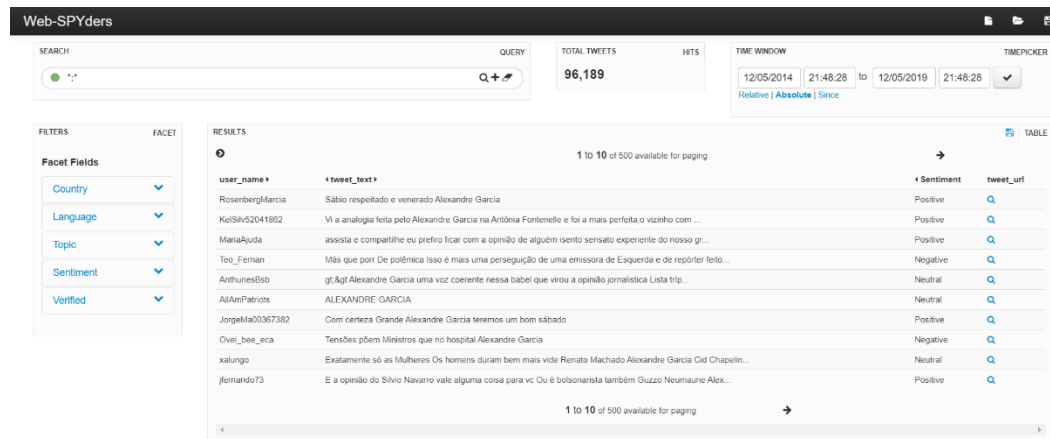 Web-SPYders
SEARCH QUERY
*:*
TOTAL TWEETS HITS
96,189
TIME WINDOW TIMEPICKER
12/05/2014 21:48:28 to 12/05/2019 21:48:28
Relative | Absolute | Since
FILTERS FACET
Facet Fields
Country
Language
Topic
Sentiment
Verified
RESULTS TABLE
1 to 10 of 500 available for paging
user_name tweet_text Sentiment tweet_url
RosenbergMarcia Sábio respeitado e venerado Alexandre Garcia Positive
KelSilv52041862 Vi a analogia feita pelo Alexandre Garcia na Antônia Fontenelle e foi a mais perfeita,o vizinho com ... Positive
MariaAjuda assista e compartilhe eu prefiro ficar com a opinião de alguém isento sensato experiente do nosso gr... Positive
Teo_Fernan Más que porr De polêmica Isso é mais uma perseguição de uma emissora de Esquerda e de repórter feito... Negative
AnthunesBsb gt;&gt Alexandre Garcia uma voz coerente nessa babel que virou a opinião jornalistica Lista tríp... Neutral
AllAmPatriots ALEXANDRE GARCIA Neutral
JorgeMa00367382 Com certeza Grande Alexandre Garcia teremos um bom sábado Positive
Ovei_bee_eca Tensões põem Ministros que no hospital Alexandre Garcia Negative
xalungo Exatamente só as Mulheres Os homens duram bem mais vide Renato Machado Alexandre Garcia Cid Chapelin... Neutral
jfernando73 E a opinião do Silvio Navarro vale alguma coisa para vc Ou é bolsonarista também Guzzo Neumaune Alex... Positive
1 to 10 of 500 available for paging